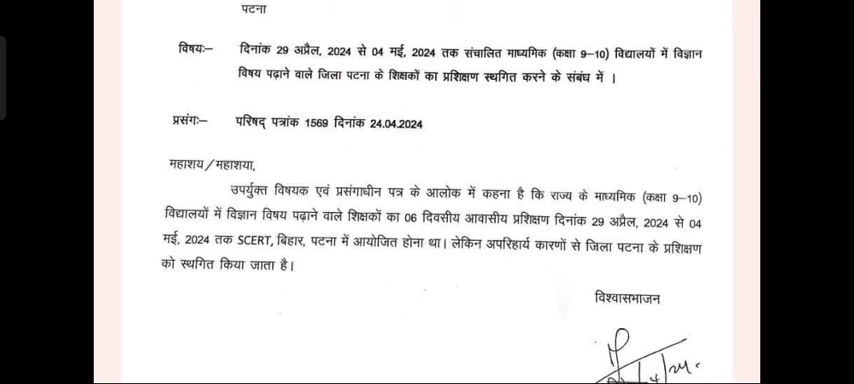 पटना
विषयः– दिनांक 29 अप्रैल, 2024 से 04 मई, 2024 तक संचालित माध्यमिक (कक्षा 9–10) विद्यालयों में विज्ञान
विषय पढ़ाने वाले जिला पटना के शिक्षकों का प्रशिक्षण स्थगित करने के संबंध में ।
प्रसंगः– परिषद् पत्रांक 1569 दिनांक 24.04.2024
महाशय/महाशया,
उपर्युक्त विषयक एवं प्रसंगाधीन पत्र के आलोक में कहना है कि राज्य के माध्यमिक (कक्षा 9–10)
विद्यालयों में विज्ञान विषय पढ़ाने वाले शिक्षकों का 06 दिवसीय आवासीय प्रशिक्षण दिनांक 29 अप्रैल, 2024 से 04
मई, 2024 तक SCERT, बिहार, पटना में आयोजित होना था। लेकिन अपरिहार्य कारणों से जिला पटना के प्रशिक्षण
को स्थगित किया जाता है।
विश्वासभाजन